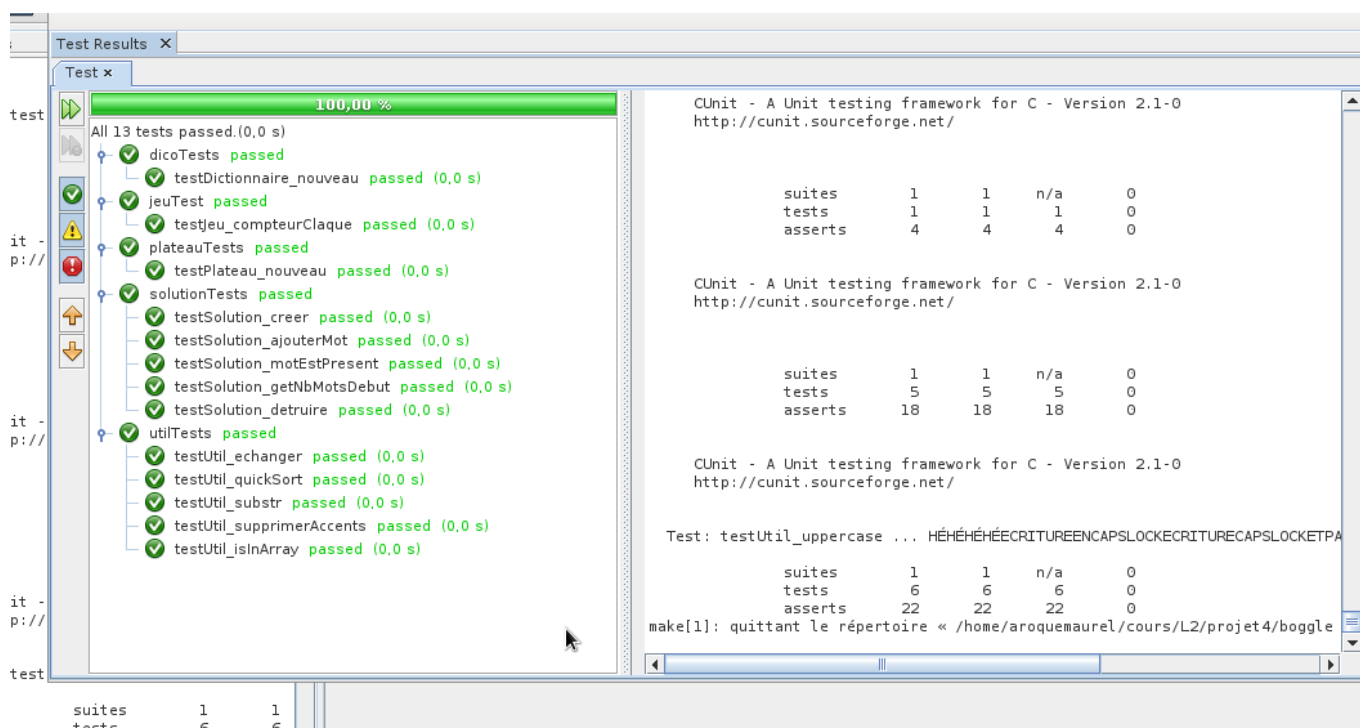 Test Results ×
Test ×
100,00 %
All 13 tests passed.(0,0 s)
dicoTests passed
testDictionnaire_nouveau passed (0,0 s)
jeuTest passed
testJeu_compteurClaque passed (0,0 s)
plateauTests passed
testPlateau_nouveau passed (0,0 s)
solutionTests passed
testSolution_creer passed (0,0 s)
testSolution_ajouterMot passed (0,0 s)
testSolution_motEstPresent passed (0,0 s)
testSolution_getNbMotsDebut passed (0,0 s)
testSolution_detruire passed (0,0 s)
utilTests passed
testUtil_echanger passed (0,0 s)
testUtil_quickSort passed (0,0 s)
testUtil_substr passed (0,0 s)
testUtil_supprimerAccents passed (0,0 s)
testUtil_isInArray passed (0,0 s)
CUnit - A Unit testing framework for C - Version 2.1-0
http://cunit.sourceforge.net/
suites 1 1 n/a 0
tests 1 1 1 0
asserts 4 4 4 0
CUnit - A Unit testing framework for C - Version 2.1-0
http://cunit.sourceforge.net/
suites 1 1 n/a 0
tests 5 5 5 0
asserts 18 18 18 0
CUnit - A Unit testing framework for C - Version 2.1-0
http://cunit.sourceforge.net/
Test: testUtil_uppercase ... HÉHÉHÉHÉECRITUREENCAPSLOCKECRITURECAPSLOCKETPA
suites 1 1 n/a 0
tests 6 6 6 0
asserts 22 22 22 0
make[1]: quittant le répertoire « /home/aroquemaurel/cours/L2/projet4/boggle
test
it -
p://
it -
p://
it -
p://
test
suites 1 1
tests 6 6